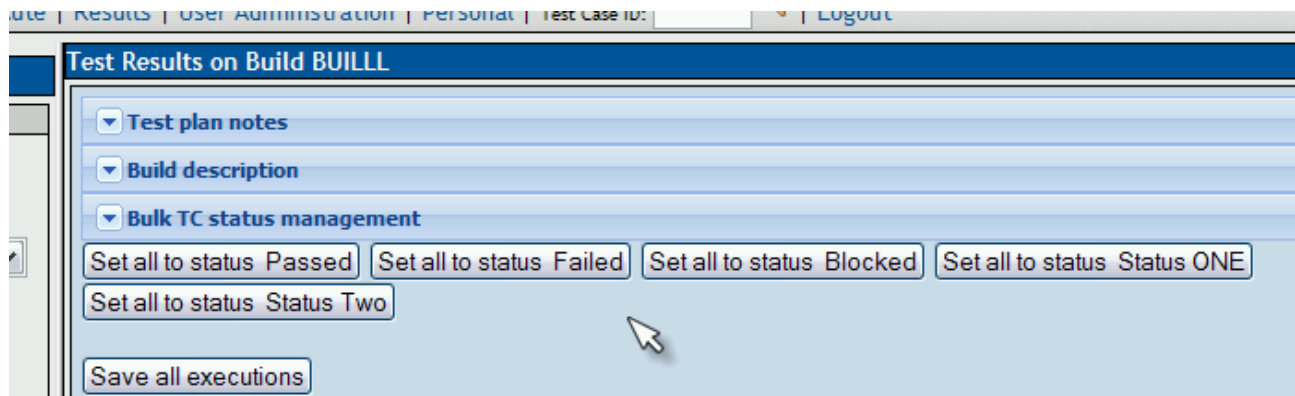 Results | User Administration | Personal | Test Case ID: | Logout
Test Results on Build BUILLL
Test plan notes
Build description
Bulk TC status management
Set all to status Passed Set all to status Failed Set all to status Blocked Set all to status Status ONE
Set all to status Status Two
Save all executions